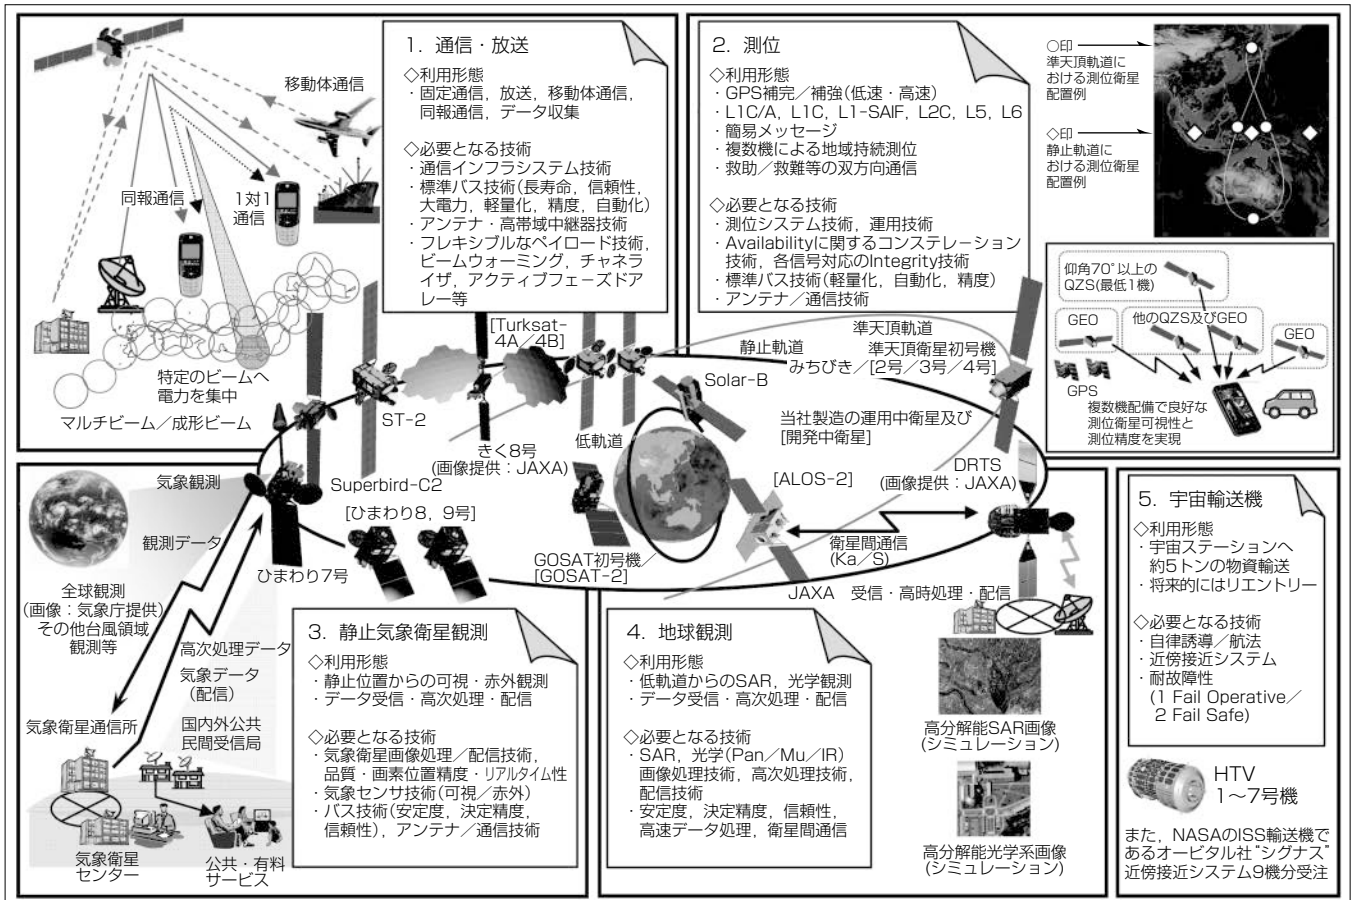 移動体通信
同報通信
1対1
通信
特定のビームへ
電力を集中
マルチビーム／成形ビーム
1. 通信・放送
◇利用形態
・固定通信，放送，移動体通信，
同報通信，データ収集
◇必要となる技術
・通信インフラシステム技術
・標準バス技術(長寿命，信頼性，
大電力，軽量化，精度，自動化)
・アンテナ・高帯域中継器技術
・フレキシブルなペイロード技術，
ビームウォーミング，チャネラ
イザ，アクティブフェーズドア
レー等
2. 測位
◇利用形態
・GPS補完／補強(低速・高速)
・L1C/A，L1C，L1-SAIF，L2C，L5，L6
・簡易メッセージ
・複数機による地域持続測位
・救助／救難等の双方向通信
◇必要となる技術
・測位システム技術，運用技術
・Availabilityに関するコンステレーション
技術，各信号対応のIntegrity技術
・標準バス技術(軽量化，自動化，精度)
・アンテナ／通信技術
○印
準天頂軌道に
おける測位衛星
配置例
◇印
静止軌道に
おける測位衛星
配置例
仰角70°以上の
QZS(最低1機)
GEO
他のQZS及びGEO
GEO
GPS
複数機配備で良好な
測位衛星可視性と
測位精度を実現
[Turksat-
4A／4B]
ST-2
きく8号
(画像提供：JAXA)
Superbird-C2
[ひまわり8，9号]
ひまわり7号
低軌道
静止軌道
準天頂軌道
準天頂衛星初号機
みちびき／[2号／3号／4号]
Solar-B
当社製造の運用中衛星及び
[開発中衛星]
[ALOS-2]
DRTS
(画像提供：JAXA)
衛星間通信
(Ka／S)
GOSAT初号機／
[GOSAT-2]
JAXA　受信・高時処理・配信
気象観測
観測データ
全球観測
(画像：気象庁提供)
その他台風領域
観測等
高次処理データ
気象データ
(配信)
気象衛星通信所
国内外公共
民間受信局
気象衛星
センター
公共・有料
サービス
3. 静止気象衛星観測
◇利用形態
・静止位置からの可視・赤外観測
・データ受信・高次処理・配信
◇必要となる技術
・気象衛星画像処理／配信技術，
品質・画素位置精度・リアルタイム性
・気象センサ技術(可視／赤外)
・バス技術(安定度，決定精度，
信頼性)，アンテナ／通信技術
4. 地球観測
◇利用形態
・低軌道からのSAR，光学観測
・データ受信・高次処理・配信
◇必要となる技術
・SAR，光学(Pan／Mu／IR)
画像処理技術，高次処理技術，
配信技術
・安定度，決定精度，信頼性，
高速データ処理，衛星間通信
高分解能SAR画像
(シミュレーション)
高分解能光学系画像
(シミュレーション)
5. 宇宙輸送機
◇利用形態
・宇宙ステーションへ
約5トンの物資輸送
・将来的にはリエントリー
◇必要となる技術
・自律誘導／航法
・近傍接近システム
・耐故障性
(1 Fail Operative／
2 Fail Safe)
HTV
1～7号機
また，NASAのISS輸送機で
あるオービタル社“シグナス”
近傍接近システム9機分受注